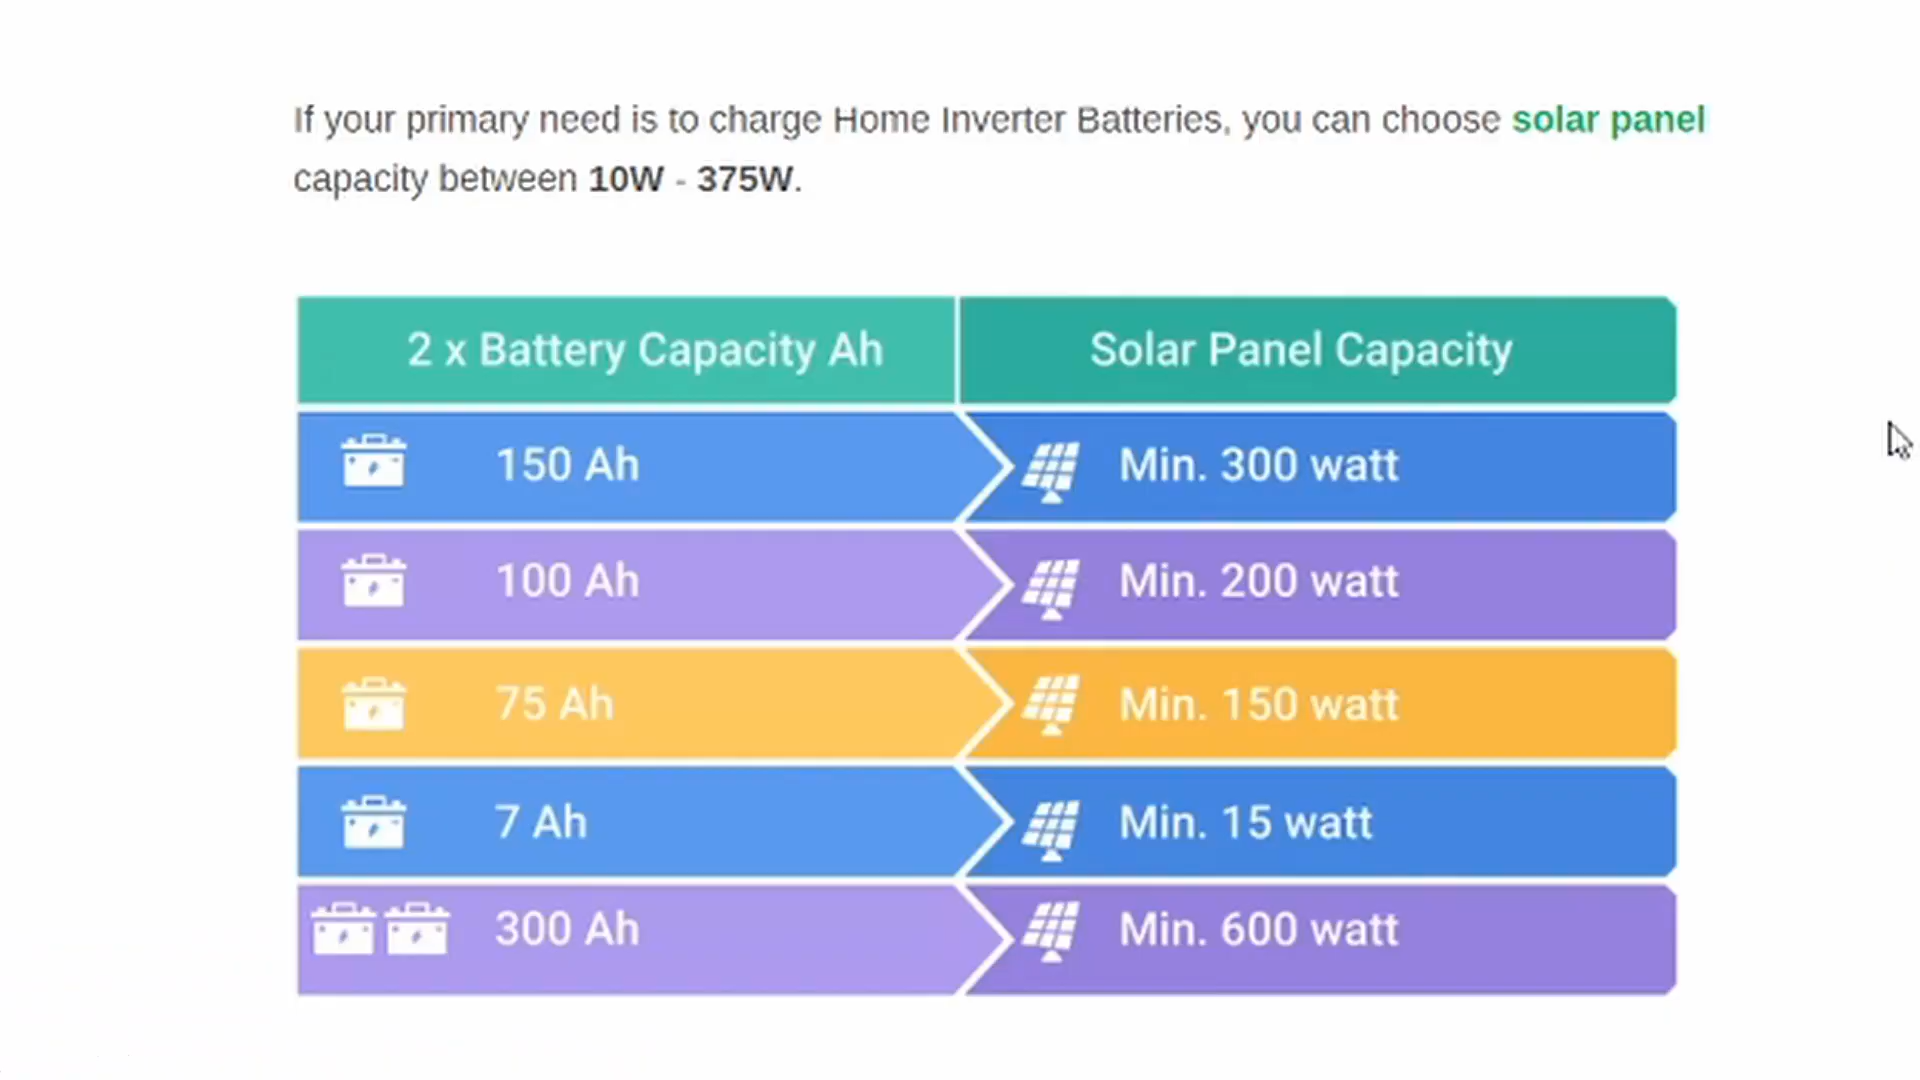 If your primary need is to charge Home Inverter Batteries, you can choose solar panel
capacity between 10W - 375W.
2 x Battery Capacity Ah
Solar Panel Capacity
150 Ah
Min. 300 watt
100 Ah
Min. 200 watt
75 Ah
Min. 150 watt
7 Ah
Min. 15 watt
300 Ah
Min. 600 watt